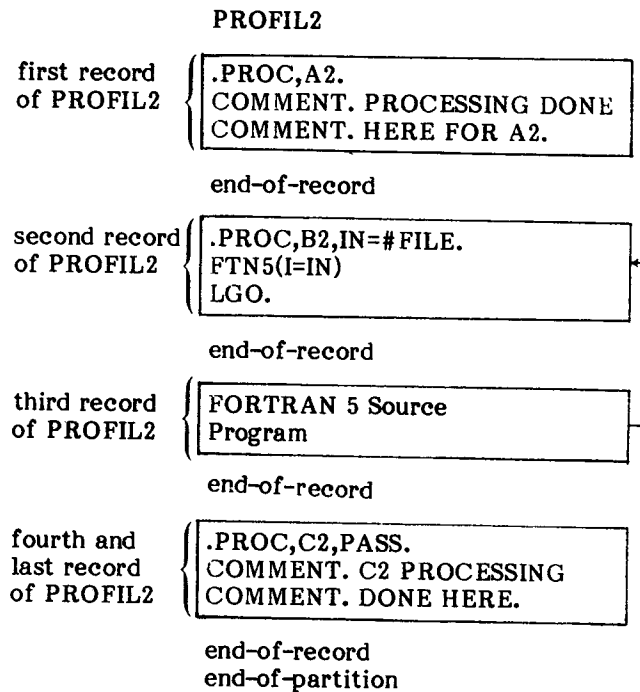 PROFIL2
first record
of PROFIL2
.PROC,A2.
COMMENT. PROCESSING DONE
COMMENT. HERE FOR A2.
end-of-record
second record
of PROFIL2
.PROC,B2,IN=#FILE.
FTN5(I=IN)
LGO.
end-of-record
third record
of PROFIL2
FORTRAN 5 Source
Program
end-of-record
fourth and
last record
of PROFIL2
.PROC,C2,PASS.
COMMENT. C2 PROCESSING
COMMENT. DONE HERE.
end-of-record
end-of-partition